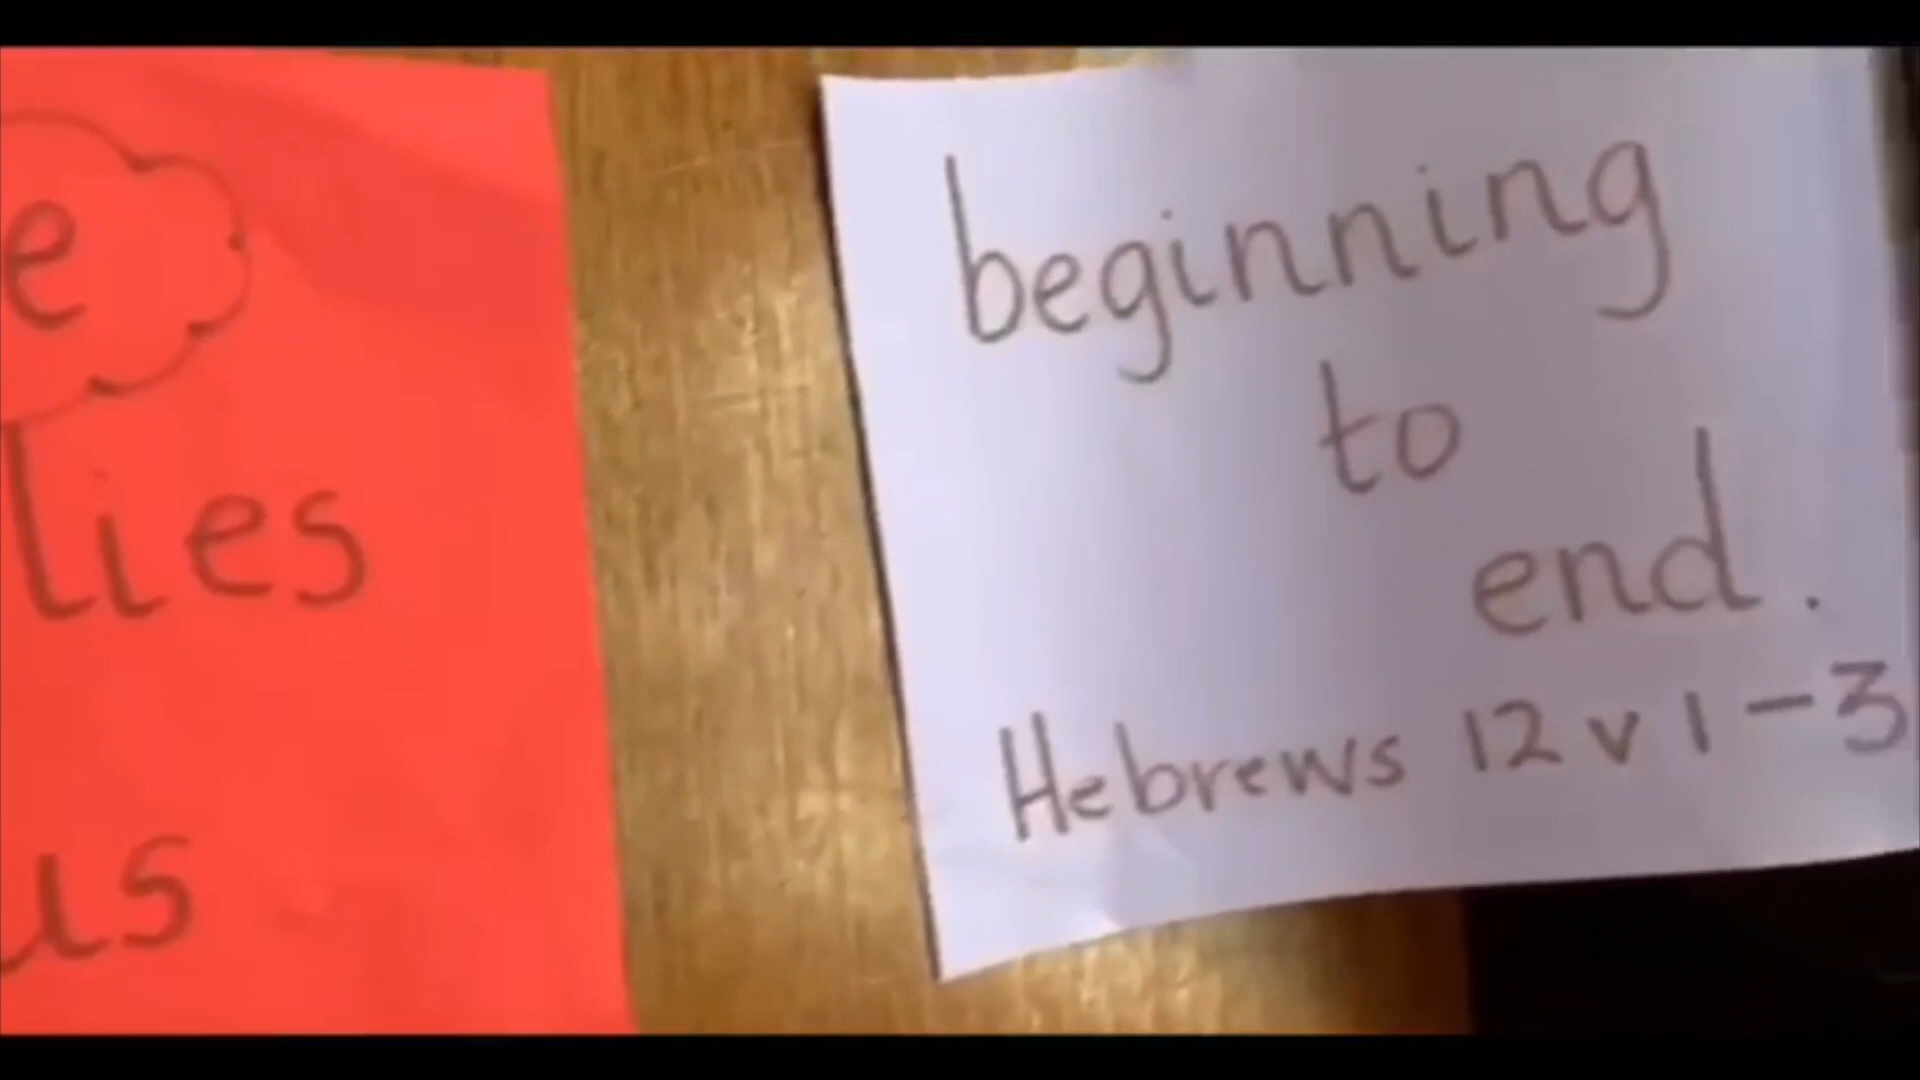 e
lies
us
beginning
to
end.
Hebrews 12 v 1 - 3